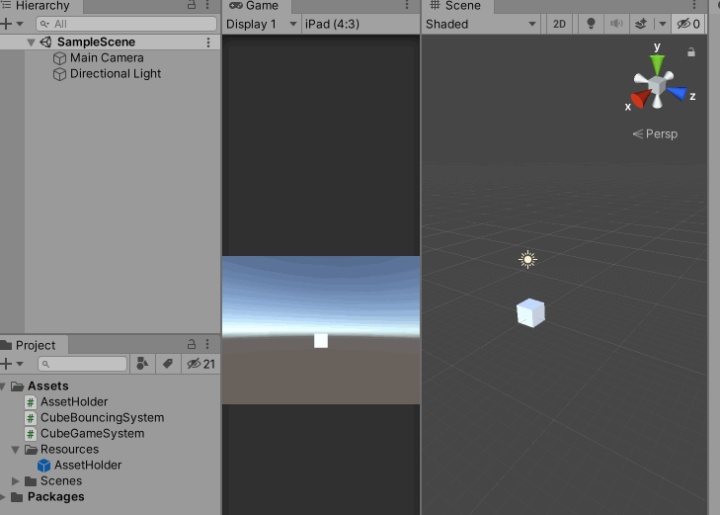 Hierarchy
All
SampleScene
Main Camera
Directional Light
Game
Display 1
iPad (4:3)
Scene
Shaded
2D
0
y
x
z
Persp
Project
21
Assets
AssetHolder
CubeBouncingSystem
CubeGameSystem
Resources
AssetHolder
Scenes
Packages